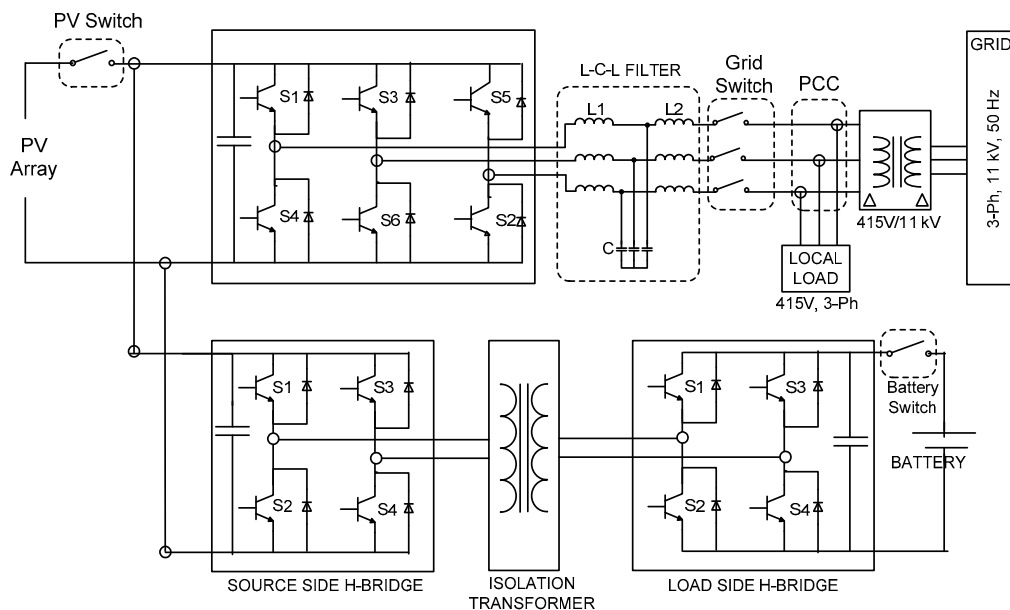 PV Switch
PV
Array
S1
S3
S5
S4
S6
S2
L-C-L FILTER
L1
L2
C
Grid
Switch
PCC
LOCAL
LOAD
415V, 3-Ph
415V/11 kV
GRID
3-Ph, 11 kV, 50 Hz
S1
S3
S2
S4
SOURCE SIDE H-BRIDGE
ISOLATION
TRANSFORMER
S1
S3
S2
S4
LOAD SIDE H-BRIDGE
Battery
Switch
BATTERY